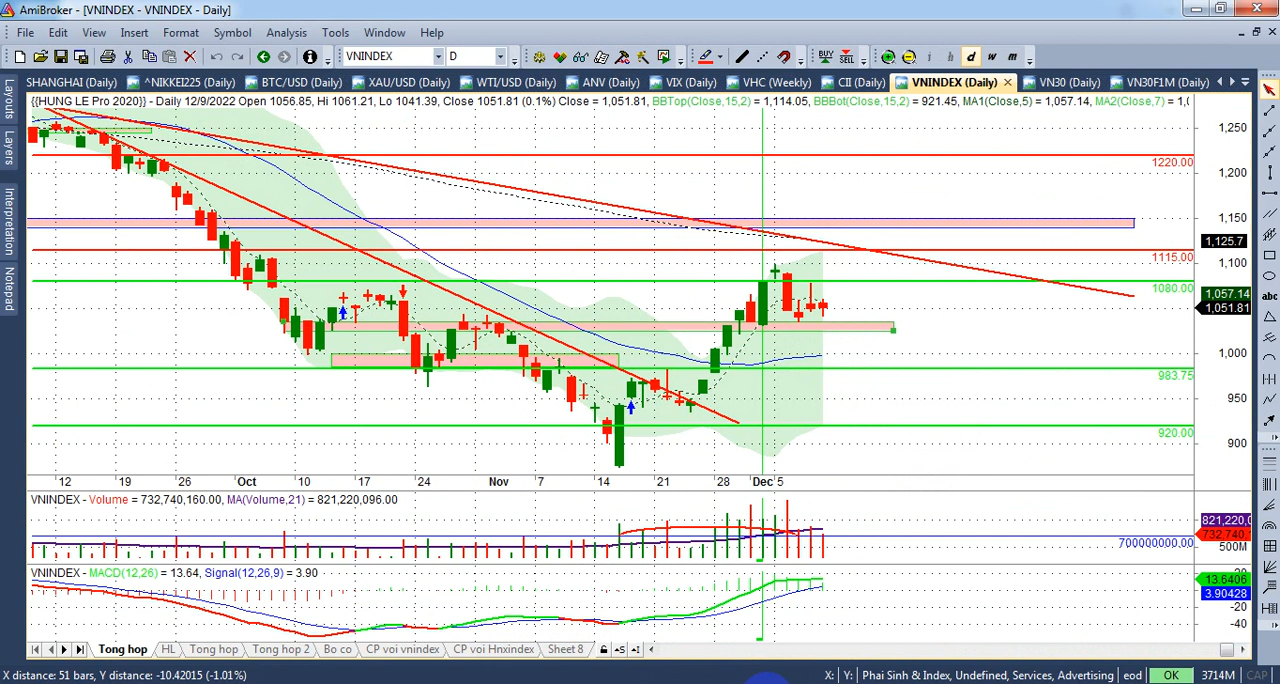 AmiBroker - [VNINDEX - VNINDEX - Daily]
File Edit View Insert Format Symbol Analysis Tools Window Help
VNINDEX D BUY SELL i h d w m
SHANGHAI (Daily) ^NIKKEI225 (Daily) BTC/USD (Daily) XAU/USD (Daily) WTI/USD (Daily) ANV (Daily) VIX (Daily) VHC (Weekly) CII (Daily) VNINDEX (Daily) VN30 (Daily) VN30F1M (Daily)
Layouts
Layers
Interpretation
Notepad
{{HUNG LE Pro 2020}} - Daily 12/9/2022 Open 1056.85, Hi 1061.21, Lo 1041.39, Close 1051.81 (0.1%) Close = 1,051.81, BBTop(Close,15,2) = 1,114.05, BBBot(Close,15,2) = 921.45, MA1(Close,5) = 1,057.14, MA2(Close,7) = 1,0
1,250
1220.00
1,200
1,150
1,125.7
1115.00
1,100
1080.00
1,057.14
1,051.81
1,000
983.75
950
920.00
900
12 19 26 Oct 10 17 24 Nov 7 14 21 28 Dec 5
VNINDEX - Volume = 732,740,160.00, MA(Volume,21) = 821,220,096.00
821,220,0
732,740,
700000000.00
500M
VNINDEX - MACD(12,26) = 13.64, Signal(12,26,9) = 3.90
20
13.6406
3.90428
-20
-40
abc
Tong hop HL Tong hop Tong hop 2 Bo co CP voi vnindex CP voi Hnxindex Sheet 8
X distance: 51 bars, Y distance: -10.42015 (-1.01%) X: Y: Phai Sinh & Index, Undefined, Services, Advertising eod OK 3714M CAP